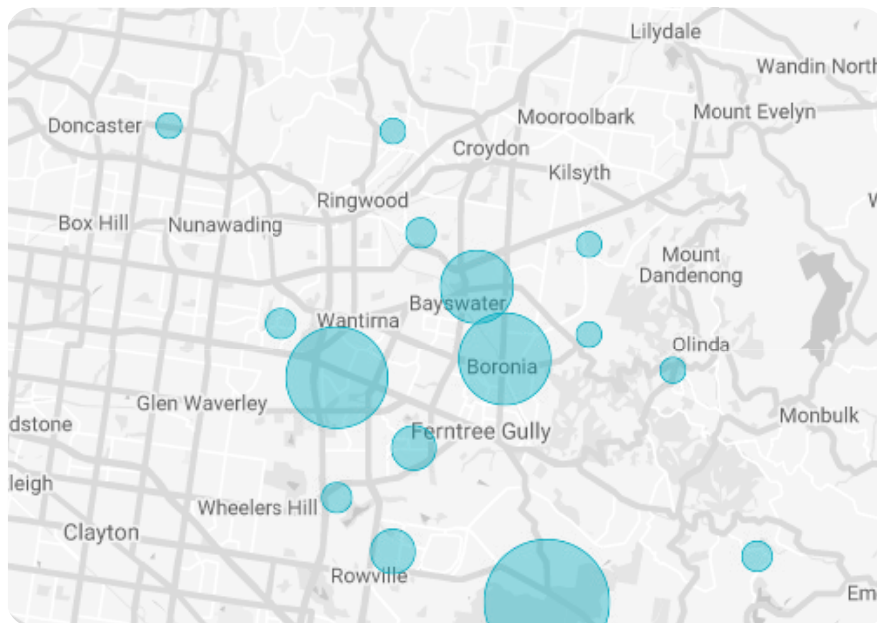 Lilydale
Wandin North
Mooroolbark
Mount Evelyn
Doncaster
Croydon
Kilsyth
Ringwood
Box Hill
Nunawading
Mount
Dandenong
Bayswater
Wantirna
Olinda
Boronia
Glen Waverley
Monbulk
dstone
Ferntree Gully
leigh
Wheelers Hill
Clayton
Rowville
Em